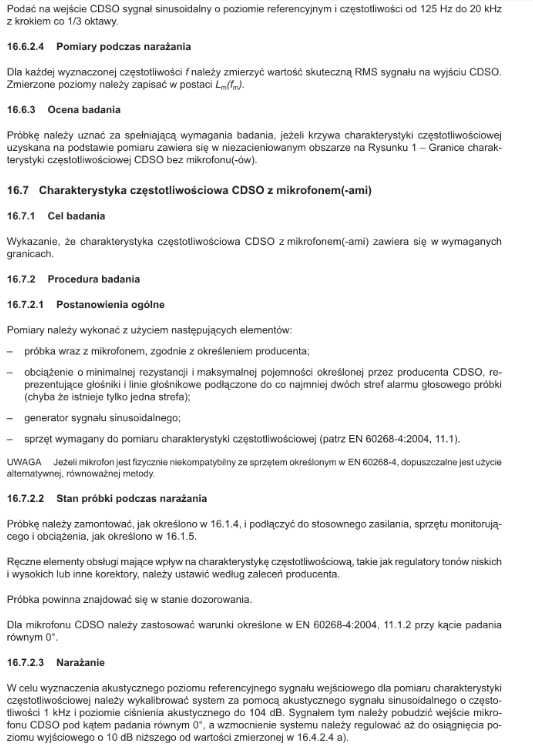 Podać na wejście CDSO sygnał sinusoidalny o poziomie referencyjnym i częstotliwości od 125 Hz do 20 kHz
z krokiem co 1/3 oktawy.
16.6.2.4 Pomiary podczas narażania
Dla każdej wyznaczonej częstotliwości f należy zmierzyć wartość skuteczną RMS sygnału na wyjściu CDSO.
Zmierzone poziomy należy zapisać w postaci Lm(fm).
16.6.3 Ocena badania
Próbkę należy uznać za spełniającą wymagania badania, jeżeli krzywa charakterystyki częstotliwościowej
uzyskana na podstawie pomiaru zawiera się w niezacieniowanym obszarze na Rysunku 1 – Granice charak-
terystyki częstotliwościowej CDSO bez mikrofonu(-ów).
16.7 Charakterystyka częstotliwościowa CDSO z mikrofonem(-ami)
16.7.1 Cel badania
Wykazanie, że charakterystyka częstotliwościowa CDSO z mikrofonem(-ami) zawiera się w wymaganych
granicach.
16.7.2 Procedura badania
16.7.2.1 Postanowienia ogólne
Pomiary należy wykonać z użyciem następujących elementów:
– próbka wraz z mikrofonem, zgodnie z określeniem producenta;
– obciążenie o minimalnej rezystancji i maksymalnej pojemności określonej przez producenta CDSO, re-
prezentujące głośniki i linie głośnikowe podłączone do co najmniej dwóch stref alarmu głosowego próbki
(chyba że istnieje tylko jedna strefa);
– generator sygnału sinusoidalnego;
– sprzęt wymagany do pomiaru charakterystyki częstotliwościowej (patrz EN 60268-4:2004, 11.1).
UWAGA Jeżeli mikrofon jest fizycznie niekompatybilny ze sprzętem określonym w EN 60268-4, dopuszczalne jest użycie
alternatywnej, równoważnej metody.
16.7.2.2 Stan próbki podczas narażania
Próbkę należy zamontować, jak określono w 16.1.4, i podłączyć do stosownego zasilania, sprzętu monitorują-
cego i obciążenia, jak określono w 16.1.5.
Ręczne elementy obsługi mające wpływ na charakterystykę częstotliwościową, takie jak regulatory tonów niskich
i wysokich lub inne korektory, należy ustawić według zaleceń producenta.
Próbka powinna znajdować się w stanie dozorowania.
Dla mikrofonu CDSO należy zastosować warunki określone w EN 60268-4:2004, 11.1.2 przy kącie padania
równym 0°.
16.7.2.3 Narażanie
W celu wyznaczenia akustycznego poziomu referencyjnego sygnału wejściowego dla pomiaru charakterystyki
częstotliwościowej należy wykalibrować system za pomocą akustycznego sygnału sinusoidalnego o często-
tliwości 1 kHz i poziomie ciśnienia akustycznego do 104 dB. Sygnałem tym należy pobudzić wejście mikro-
fonu CDSO pod kątem padania równym 0°, a wzmocnienie systemu należy regulować aż do osiągnięcia po-
ziomu wyjściowego o 10 dB niższego od wartości zmierzonej w 16.4.2.4 a).